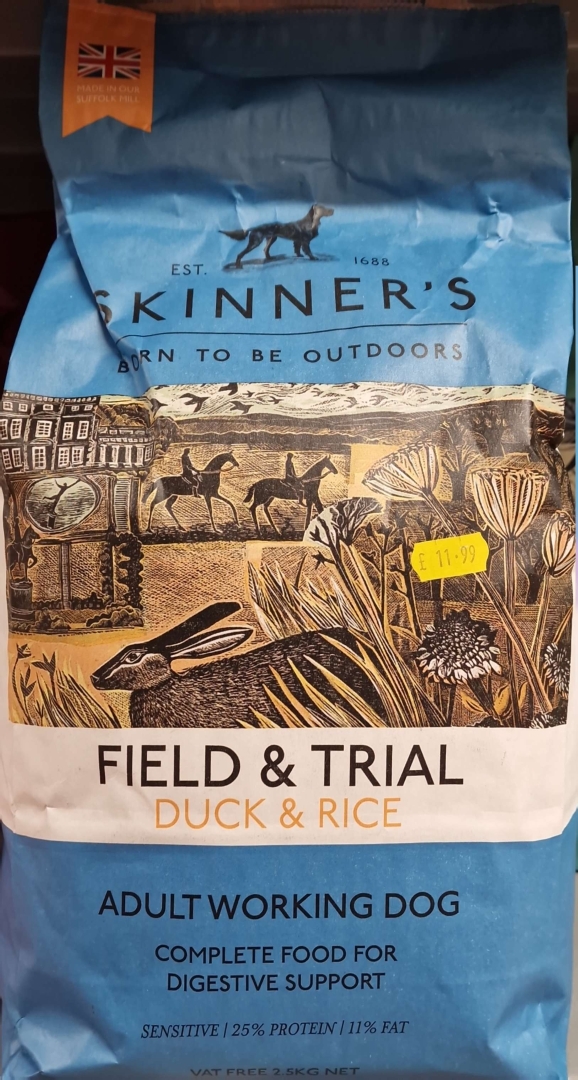 MADE IN OUR
SUFFOLK MILL
EST. 1688
SKINNER'S
BORN TO BE OUTDOORS
£ 11.99
FIELD & TRIAL
DUCK & RICE
ADULT WORKING DOG
COMPLETE FOOD FOR
DIGESTIVE SUPPORT
SENSITIVE | 25% PROTEIN | 11% FAT
VAT FREE 2.5KG NET